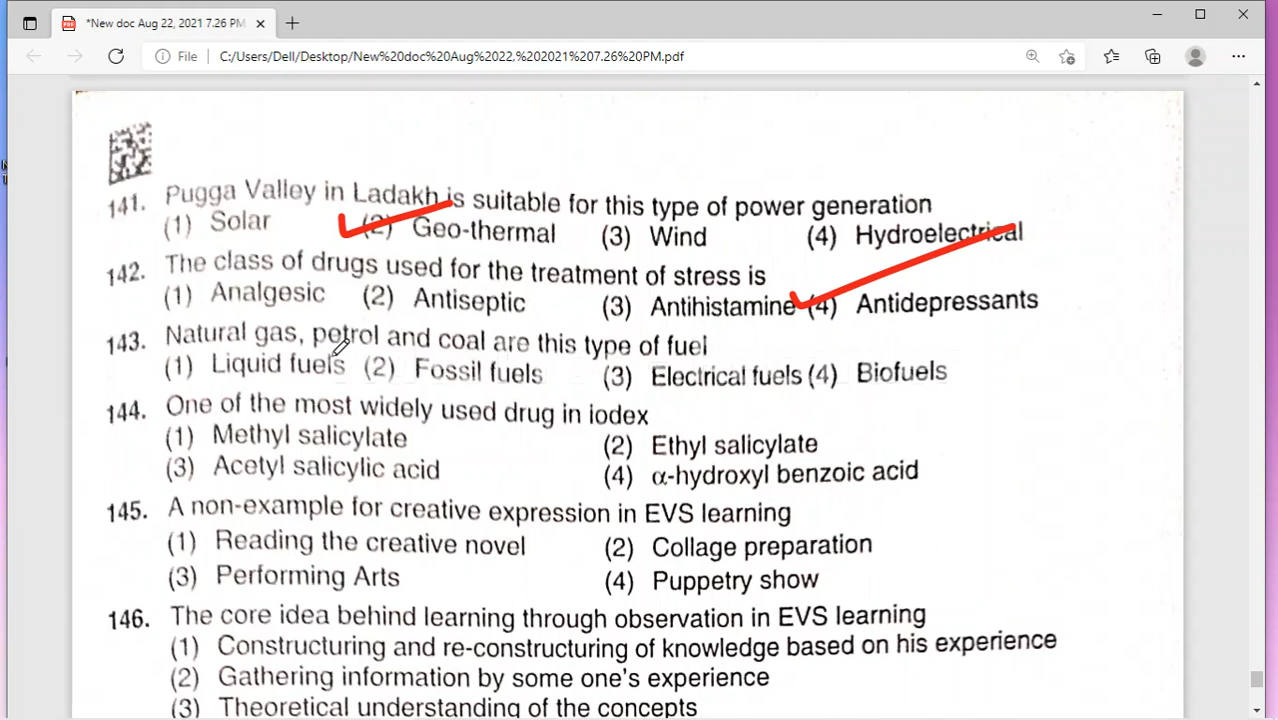 *New doc Aug 22, 2021 7.26 PM.
File C:/Users/Dell/Desktop/New%20doc%20Aug%2022,%202021%207.26%20PM.pdf
141. Pugga Valley in Ladakh is suitable for this type of power generation
(1) Solar (2) Geo-thermal (3) Wind (4) Hydroelectrical
142. The class of drugs used for the treatment of stress is
(1) Analgesic (2) Antiseptic (3) Antihistamine (4) Antidepressants
143. Natural gas, petrol and coal are this type of fuel
(1) Liquid fuels (2) Fossil fuels (3) Electrical fuels (4) Biofuels
144. One of the most widely used drug in iodex
(1) Methyl salicylate (2) Ethyl salicylate
(3) Acetyl salicylic acid (4) α-hydroxyl benzoic acid
145. A non-example for creative expression in EVS learning
(1) Reading the creative novel (2) Collage preparation
(3) Performing Arts (4) Puppetry show
146. The core idea behind learning through observation in EVS learning
(1) Constructuring and re-constructuring of knowledge based on his experience
(2) Gathering information by some one's experience
(3) Theoretical understanding of the concepts